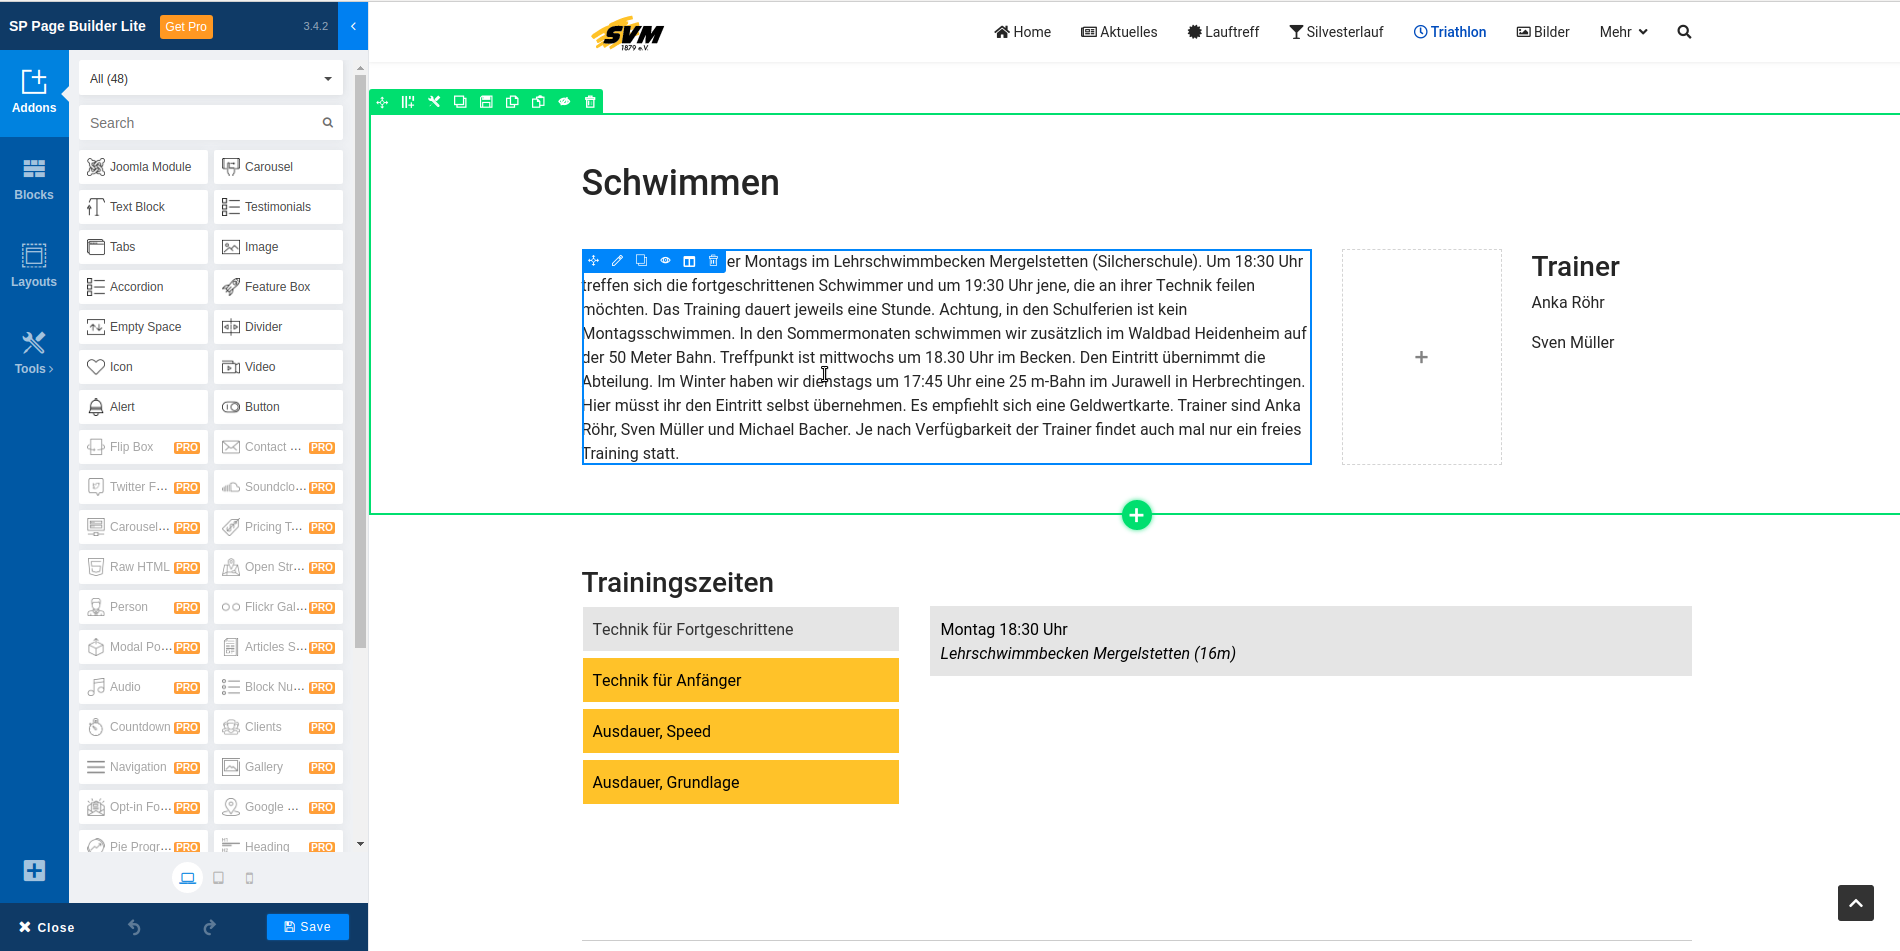 SP Page Builder Lite
Get Pro
3.4.2
Addons
Blocks
Layouts
Tools
All (48)
Search
Joomla Module
Carousel
Text Block
Testimonials
Tabs
Image
Accordion
Feature Box
Empty Space
Divider
Icon
Video
Alert
Button
Flip Box PRO
Contact ... PRO
Twitter F... PRO
Soundclo... PRO
Carousel... PRO
Pricing T... PRO
Raw HTML PRO
Open Str... PRO
Person PRO
Flickr Gal... PRO
Modal Po... PRO
Articles S... PRO
Audio PRO
Block Nu... PRO
Countdown PRO
Clients PRO
Navigation PRO
Gallery PRO
Opt-in Fo... PRO
Google ... PRO
Pie Progr... PRO
Heading PRO
Close
Save
SVM
1879 e.V.
Home
Aktuelles
Lauftreff
Silvesterlauf
Triathlon
Bilder
Mehr
Schwimmen
er Montags im Lehrschwimmbecken Mergelstetten (Silcherschule). Um 18:30 Uhr
treffen sich die fortgeschrittenen Schwimmer und um 19:30 Uhr jene, die an ihrer Technik feilen
möchten. Das Training dauert jeweils eine Stunde. Achtung, in den Schulferien ist kein
Montagsschwimmen. In den Sommermonaten schwimmen wir zusätzlich im Waldbad Heidenheim auf
der 50 Meter Bahn. Treffpunkt ist mittwochs um 18.30 Uhr im Becken. Den Eintritt übernimmt die
Abteilung. Im Winter haben wir dienstags um 17:45 Uhr eine 25 m-Bahn im Jurawell in Herbrechtingen.
Hier müsst ihr den Eintritt selbst übernehmen. Es empfiehlt sich eine Geldwertkarte. Trainer sind Anka
Röhr, Sven Müller und Michael Bacher. Je nach Verfügbarkeit der Trainer findet auch mal nur ein freies
Training statt.
Trainer
Anka Röhr
Sven Müller
Trainingszeiten
Technik für Fortgeschrittene
Technik für Anfänger
Ausdauer, Speed
Ausdauer, Grundlage
Montag 18:30 Uhr
Lehrschwimmbecken Mergelstetten (16m)